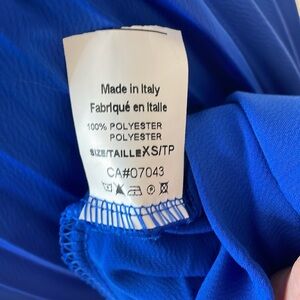 Made in Italy
Fabriqué en Italie
100% POLYESTER
POLYESTER
SIZE/TAILLE XS/TP
CA#07043